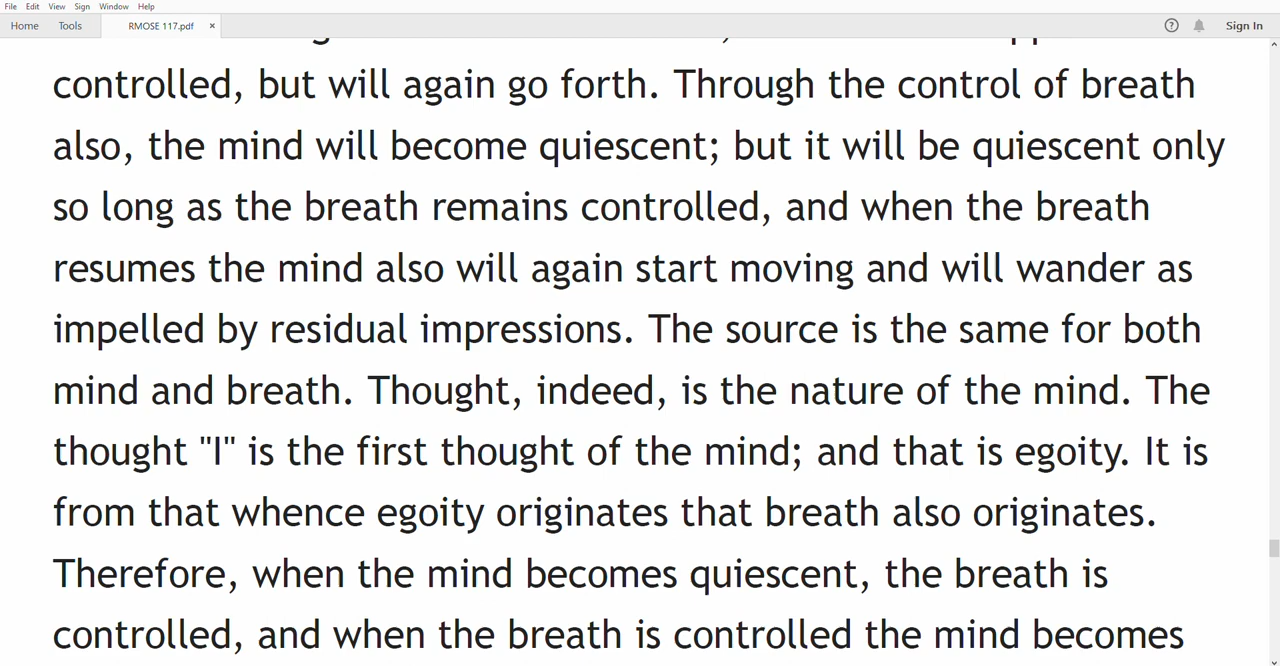 File Edit View Sign Window Help
Home Tools RMOSE 117.pdf × ? Sign In
controlled, but will again go forth. Through the control of breath
also, the mind will become quiescent; but it will be quiescent only
so long as the breath remains controlled, and when the breath
resumes the mind also will again start moving and will wander as
impelled by residual impressions. The source is the same for both
mind and breath. Thought, indeed, is the nature of the mind. The
thought "I" is the first thought of the mind; and that is egoity. It is
from that whence egoity originates that breath also originates.
Therefore, when the mind becomes quiescent, the breath is
controlled, and when the breath is controlled the mind becomes